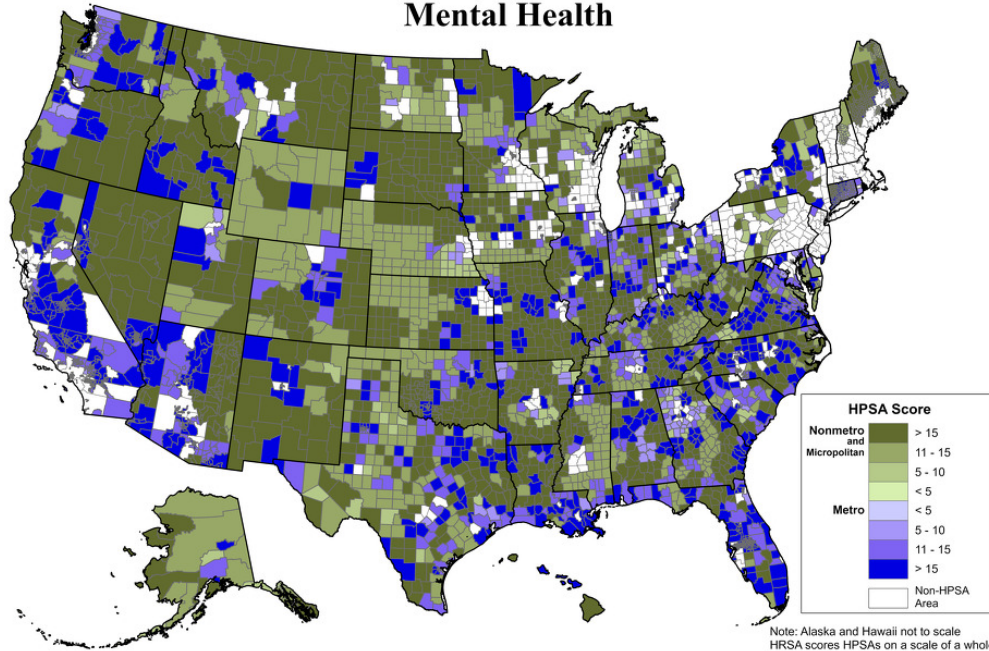 Mental Health
HPSA Score
Nonmetro
and
Micropolitan
> 15
11 - 15
5 - 10
< 5
Metro
< 5
5 - 10
11 - 15
> 15
Non-HPSA
Area
Note: Alaska and Hawaii not to scale
HRSA scores HPSAs on a scale of a whole